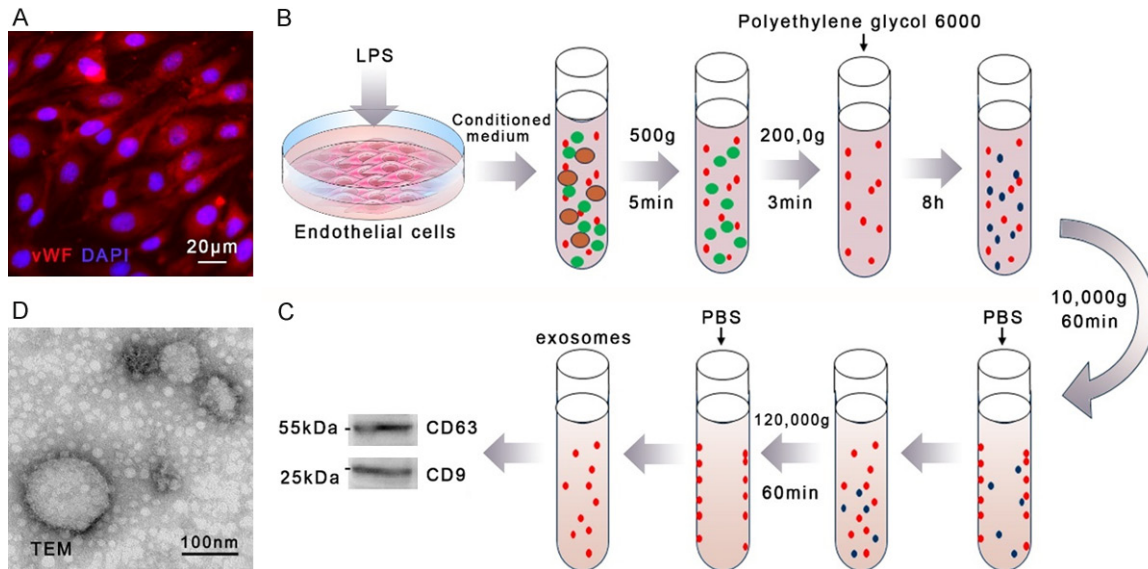 A
B
vWF DAPI
20μm
LPS
Endothelial cells
Conditioned
medium
500g
5min
200,0g
3min
Polyethylene glycol 6000
8h
10,000g
60min
D
TEM
100nm
C
55kDa
CD63
25kDa
CD9
exosomes
PBS
120,000g
60min
PBS